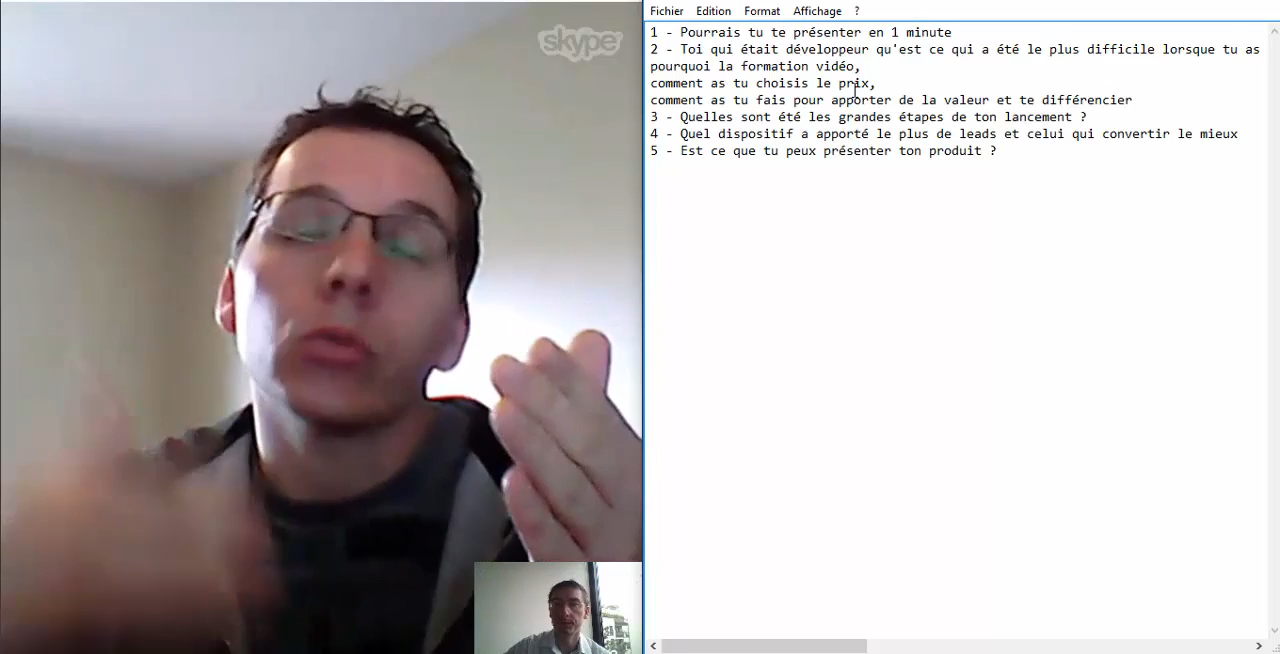 skype
Fichier Edition Format Affichage ?
1 - Pourrais tu te présenter en 1 minute
2 - Toi qui était développeur qu'est ce qui a été le plus difficile lorsque tu as
pourquoi la formation vidéo,
comment as tu choisis le prix,
comment as tu fais pour apporter de la valeur et te différencier
3 - Quelles sont été les grandes étapes de ton lancement ?
4 - Quel dispositif a apporté le plus de leads et celui qui convertir le mieux
5 - Est ce que tu peux présenter ton produit ?